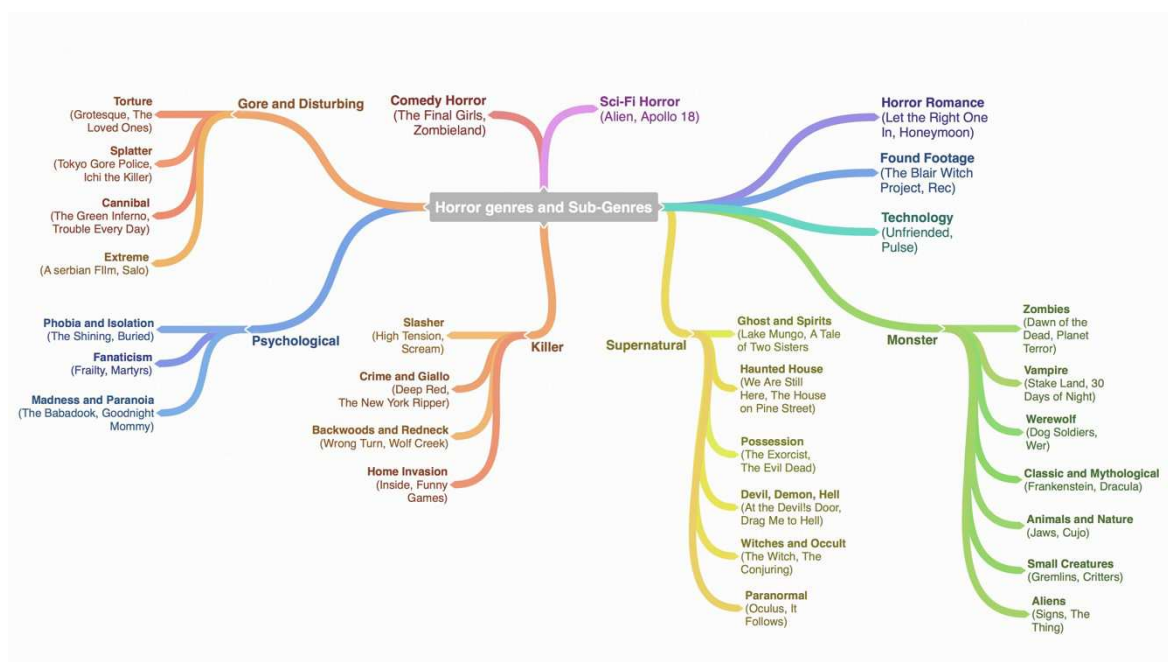 Horror genres and Sub-Genres
Gore and Disturbing
Torture
(Grotesque, The
Loved Ones)
Splatter
(Tokyo Gore Police,
Ichi the Killer)
Cannibal
(The Green Inferno,
Trouble Every Day)
Extreme
(A serbian FIlm, Salo)
Psychological
Phobia and Isolation
(The Shining, Buried)
Fanaticism
(Frailty, Martyrs)
Madness and Paranoia
(The Babadook, Goodnight
Mommy)
Comedy Horror
(The Final Girls,
Zombieland)
Sci-Fi Horror
(Alien, Apollo 18)
Killer
Slasher
(High Tension,
Scream)
Crime and Giallo
(Deep Red,
The New York Ripper)
Backwoods and Redneck
(Wrong Turn, Wolf Creek)
Home Invasion
(Inside, Funny
Games)
Supernatural
Ghost and Spirits
(Lake Mungo, A Tale
of Two Sisters
Haunted House
(We Are Still
Here, The House
on Pine Street)
Possession
(The Exorcist,
The Evil Dead)
Devil, Demon, Hell
(At the Devil!s Door,
Drag Me to Hell)
Witches and Occult
(The Witch, The
Conjuring)
Paranormal
(Oculus, It
Follows)
Horror Romance
(Let the Right One
In, Honeymoon)
Found Footage
(The Blair Witch
Project, Rec)
Technology
(Unfriended,
Pulse)
Monster
Zombies
(Dawn of the
Dead, Planet
Terror)
Vampire
(Stake Land, 30
Days of Night)
Werewolf
(Dog Soldiers,
Wer)
Classic and Mythological
(Frankenstein, Dracula)
Animals and Nature
(Jaws, Cujo)
Small Creatures
(Gremlins, Critters)
Aliens
(Signs, The
Thing)